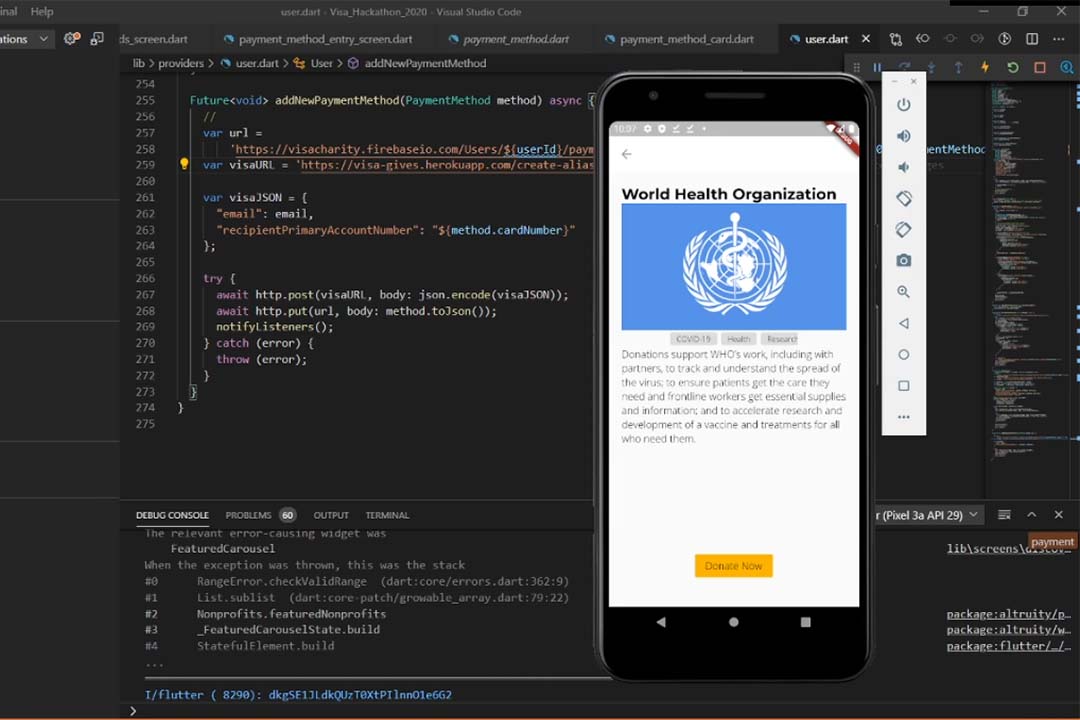 inal Help
user.dart - Visa_Hackathon_2020 - Visual Studio Code
ations
ds_screen.dart
payment_method_entry_screen.dart
payment_method.dart
payment_method_card.dart
user.dart
lib > providers > user.dart > User > addNewPaymentMethod
254
255 Future<void> addNewPaymentMethod(PaymentMethod method) async {
256 //
257 var url =
258 'https://visacharity.firebaseio.com/Users/${userId}/paym
mentMethod
259 var visaURL = 'https://visa-gives.herokuapp.com/create-alias
260
261 var visaJSON = {
262 "email": email,
263 "recipientPrimaryAccountNumber": "${method.cardNumber}"
264 };
265
266 try {
267 await http.post(visaURL, body: json.encode(visaJSON));
268 await http.put(url, body: method.toJson());
269 notifyListeners();
270 } catch (error) {
271 throw (error);
272 }
273 }
274 }
275
10:07
DEBUG
World Health Organization
COVID-19 Health Research
Donations support WHO's work, including with
partners, to track and understand the spread of
the virus; to ensure patients get the care they
need and frontline workers get essential supplies
and information; and to accelerate research and
development of a vaccine and treatments for all
who need them.
Donate Now
DEBUG CONSOLE PROBLEMS 60 OUTPUT TERMINAL
r (Pixel 3a API 29)
The relevant error-causing widget was
FeaturedCarousel
payment
lib\screens\discov…
When the exception was thrown, this was the stack
#0 RangeError.checkValidRange (dart:core/errors.dart:362:9)
#1 List.sublist (dart:core-patch/growable_array.dart:79:22)
#2 Nonprofits.featuredNonprofits
package:altruity/p…
#3 _FeaturedCarouselState.build
package:altruity/w…
#4 StatefulElement.build
package:flutter/…/…
...
I/flutter ( 8290): dkgSE1JLdkQUzT0XtPIlnnO1e6G2